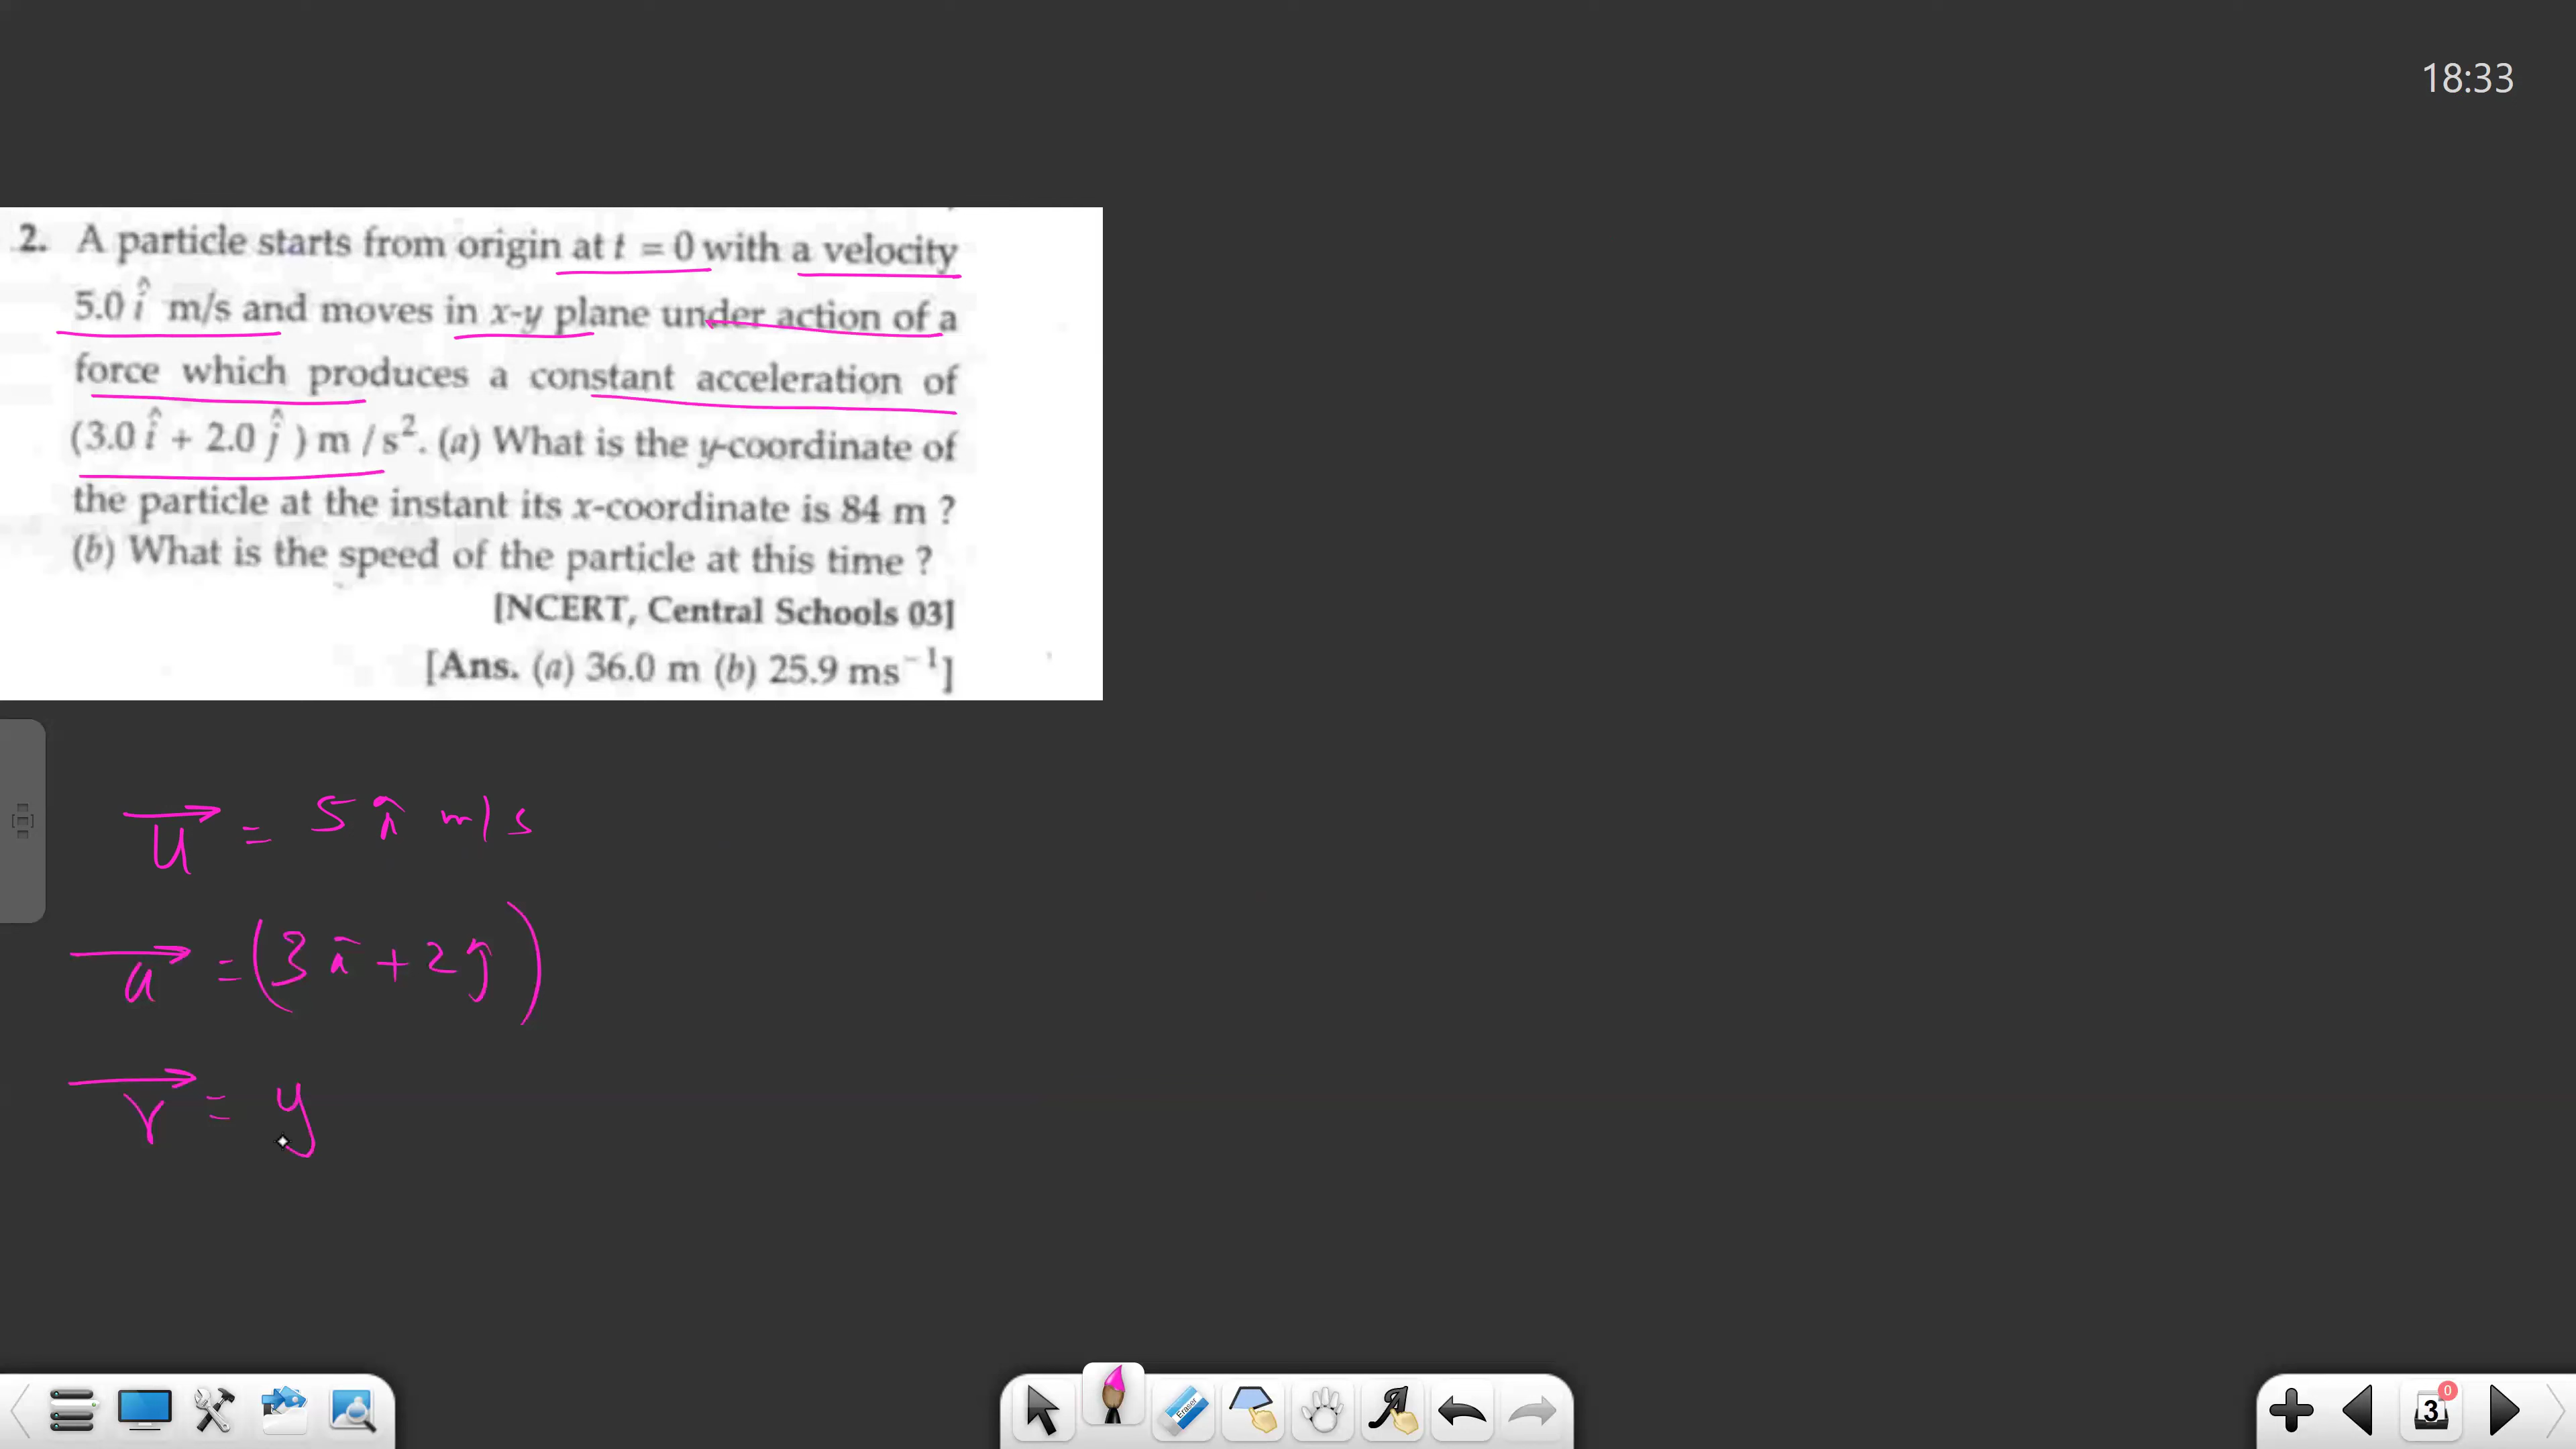 18:33
2. A particle starts from origin at t = 0 with a velocity
5.0 î m/s and moves in x-y plane under action of a
force which produces a constant acceleration of
(3.0 î + 2.0 ĵ ) m / s². (a) What is the y-coordinate of
the particle at the instant its x-coordinate is 84 m ?
(b) What is the speed of the particle at this time ?
[NCERT, Central Schools 03]
[Ans. (a) 36.0 m (b) 25.9 ms⁻¹]
u⃗ = 5 î m/s
a⃗ = (3 î + 2 ĵ )
r⃗ = y
Eraser
A
3
0